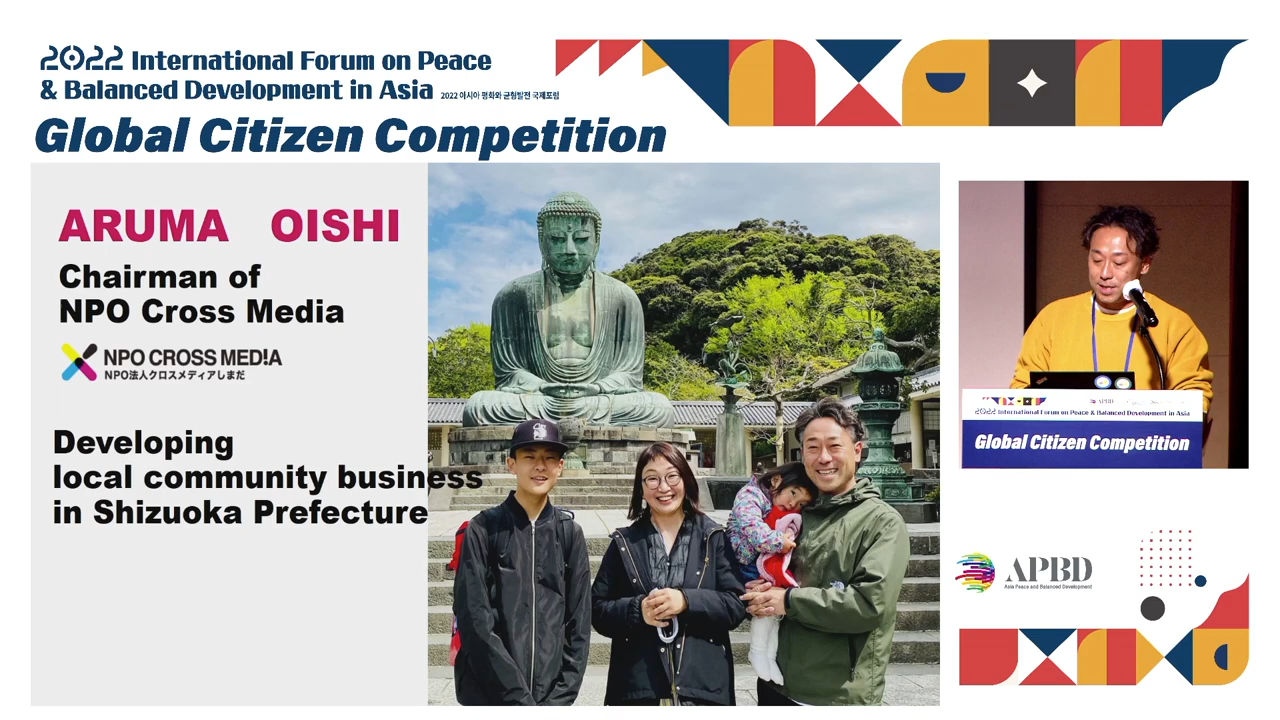 2022 International Forum on Peace
& Balanced Development in Asia 2022 아시아 평화와 균형발전 국제포럼
Global Citizen Competition
ARUMA OISHI
Chairman of
NPO Cross Media
NPO CROSS MED!A
NPO法人クロスメディアしまだ
Developing
local community business
in Shizuoka Prefecture
APBD
2022 International Forum on Peace & Balanced Development in Asia
Global Citizen Competition
APBD
Asia Peace and Balanced Development